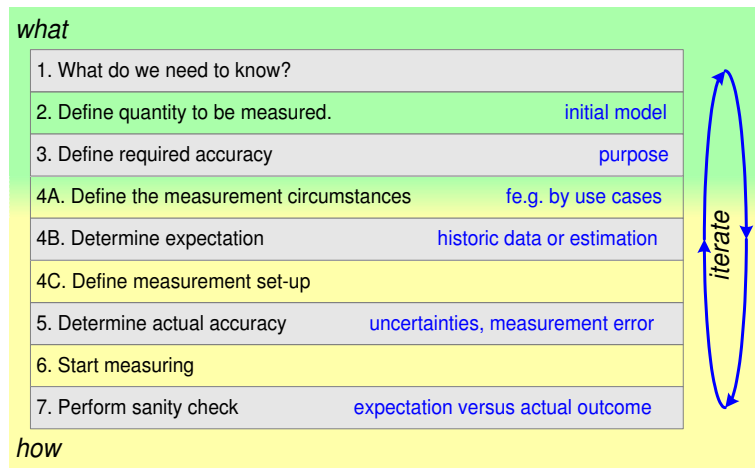 what
1. What do we need to know?
2. Define quantity to be measured. initial model
3. Define required accuracy purpose
4A. Define the measurement circumstances fe.g. by use cases
4B. Determine expectation historic data or estimation
4C. Define measurement set-up
5. Determine actual accuracy uncertainties, measurement error
6. Start measuring
7. Perform sanity check expectation versus actual outcome
how
iterate